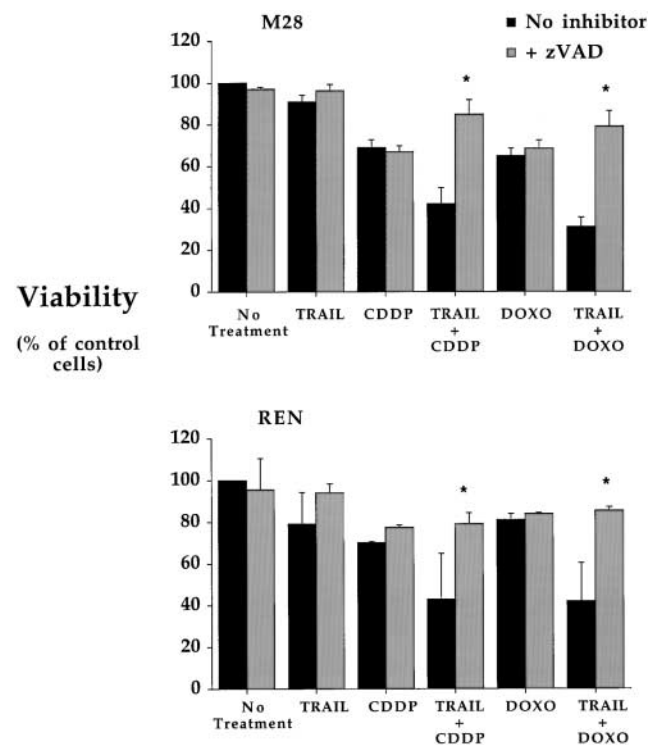 M28
■ No inhibitor
■ + zVAD
120
100
80
60
40
20
0
*
*
No Treatment
TRAIL
CDDP
TRAIL + CDDP
DOXO
TRAIL + DOXO
Viability
(% of control
cells)
REN
120
100
80
60
40
20
0
*
*
No Treatment
TRAIL
CDDP
TRAIL + CDDP
DOXO
TRAIL + DOXO